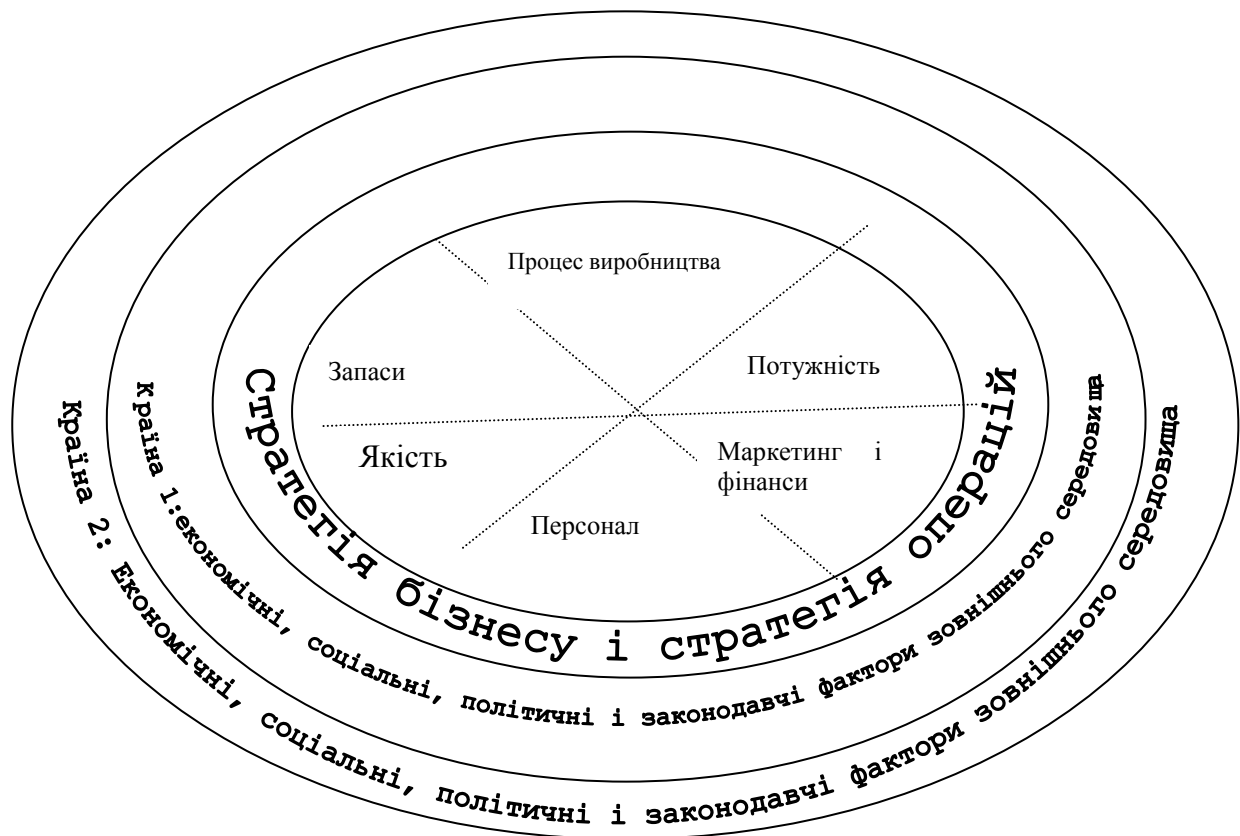 Процес виробництва
Запаси
Потужність
Якість
Маркетинг і
фінанси
Персонал
Стратегія бізнесу і стратегія операцій
Країна 1:економічні, соціальні, політичні і законодавчі фактори зовнішнього середовища
Країна 2: Економічні, соціальні, політичні і законодавчі фактори зовнішнього середовища